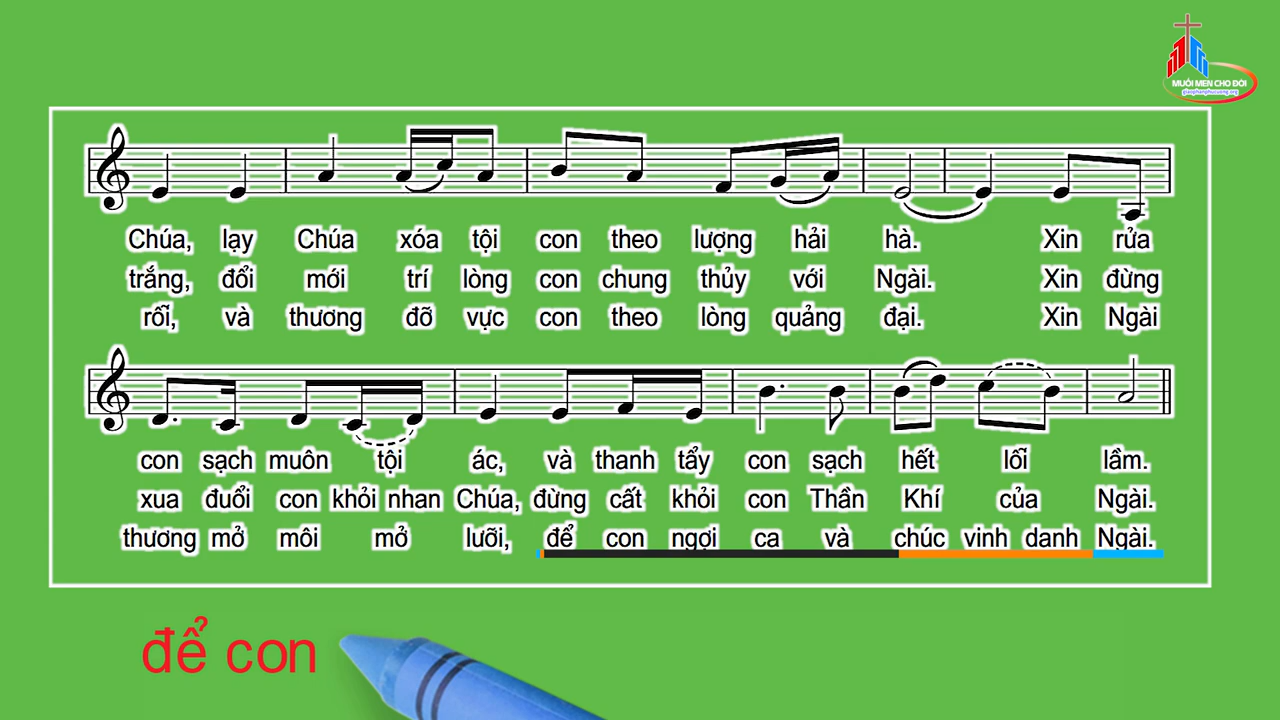 MUỐI MEN CHO ĐỜI
giaophanphucuong.org
Chúa, lạy Chúa xóa tội con theo lượng hải hà. Xin rửa
trắng, đổi mới trí lòng con chung thủy với Ngài. Xin đừng
rỗi, và thương đỡ vực con theo lòng quảng đại. Xin Ngài
con sạch muôn tội ác, và thanh tẩy con sạch hết lối lầm.
xua đuổi con khỏi nhan Chúa, đừng cất khỏi con Thần Khí của Ngài.
thương mở môi mở lưỡi, để con ngợi ca và chúc vinh danh Ngài.
để con